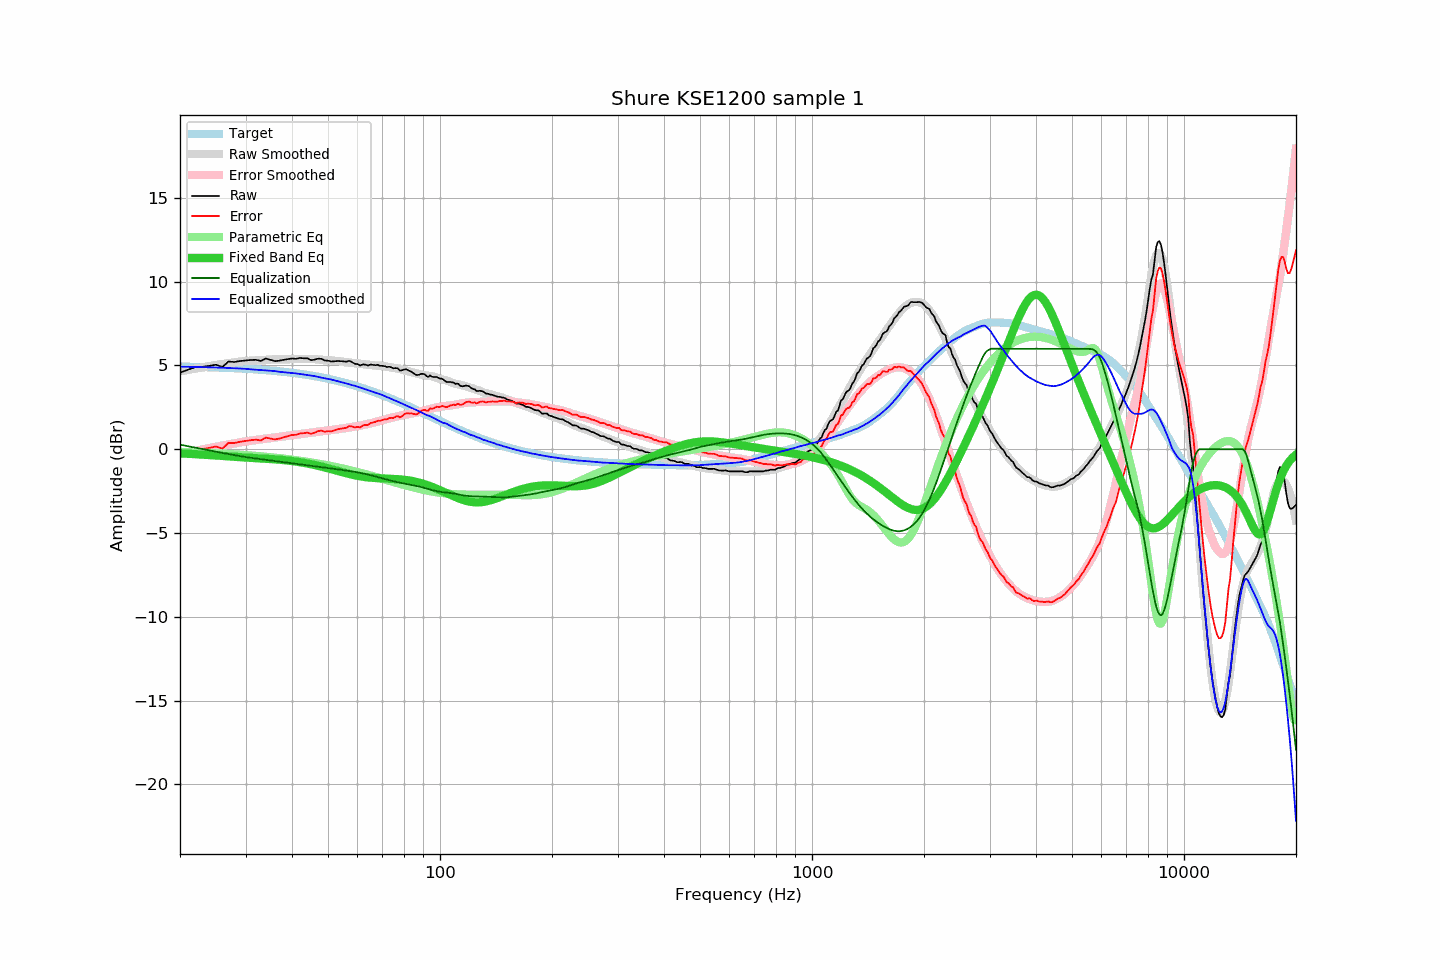 Shure KSE1200 sample 1
Target
Raw Smoothed
Error Smoothed
Raw
Error
Parametric Eq
Fixed Band Eq
Equalization
Equalized smoothed
15
10
5
0
−5
−10
−15
−20
Amplitude (dBr)
100 1000 10000
Frequency (Hz)